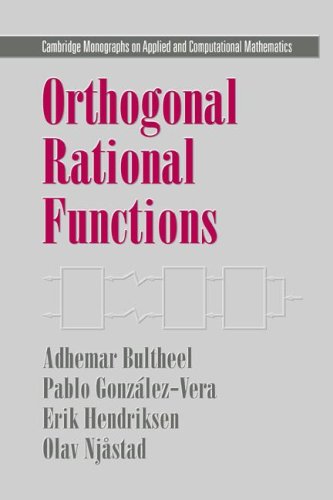 Cambridge Monographs on Applied and Computational Mathematics
Orthogonal
Rational
Functions
Adhemar Bultheel
Pablo González–Vera
Erik Hendriksen
Olav Njåstad